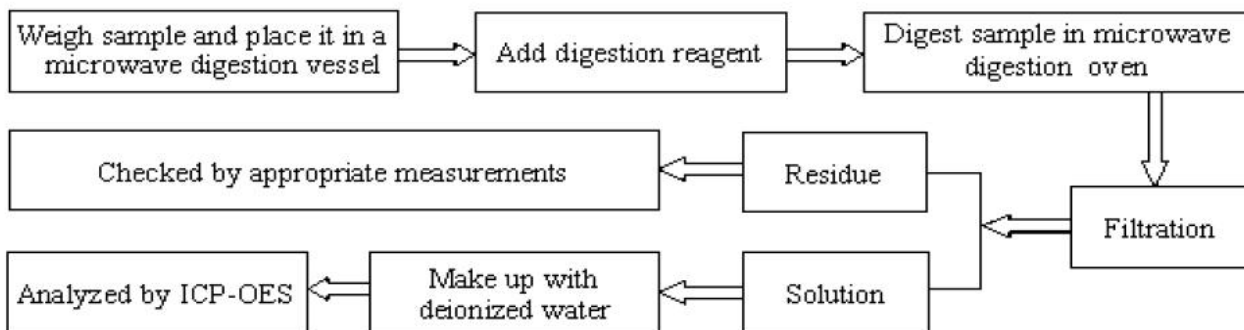 Weigh sample and place it in a
microwave digestion vessel
Add digestion reagent
Digest sample in microwave
digestion oven
Filtration
Residue
Checked by appropriate measurements
Solution
Make up with
deionized water
Analyzed by ICP-OES